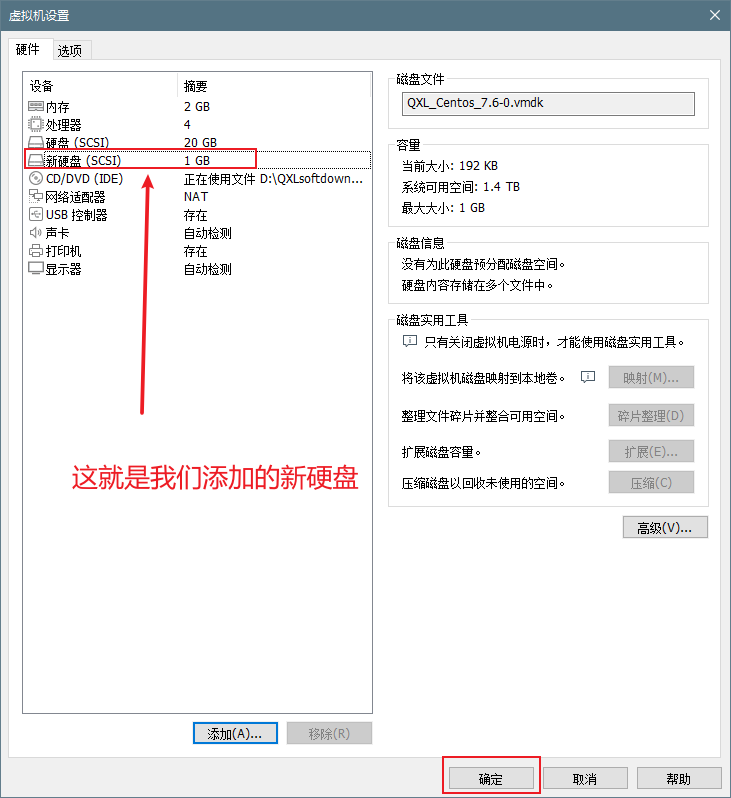 虚拟机设置
硬件 选项
设备 摘要
内存 2 GB
处理器 4
硬盘 (SCSI) 20 GB
新硬盘 (SCSI) 1 GB
CD/DVD (IDE) 正在使用文件 D:\QXLsoftdown...
网络适配器 NAT
USB 控制器 存在
声卡 自动检测
打印机 存在
显示器 自动检测
这就是我们添加的新硬盘
添加(A)... 移除(R)
磁盘文件
QXL_Centos_7.6-0.vmdk
容量
当前大小: 192 KB
系统可用空间: 1.4 TB
最大大小: 1 GB
磁盘信息
没有为此硬盘预分配磁盘空间。
硬盘内容存储在多个文件中。
磁盘实用工具
只有关闭虚拟机电源时，才能使用磁盘实用工具。
将该虚拟机磁盘映射到本地卷。 映射(M)...
整理文件碎片并整合可用空间。 碎片整理(D)
扩展磁盘容量。 扩展(E)...
压缩磁盘以回收未使用的空间。 压缩(C)
高级(V)...
确定 取消 帮助